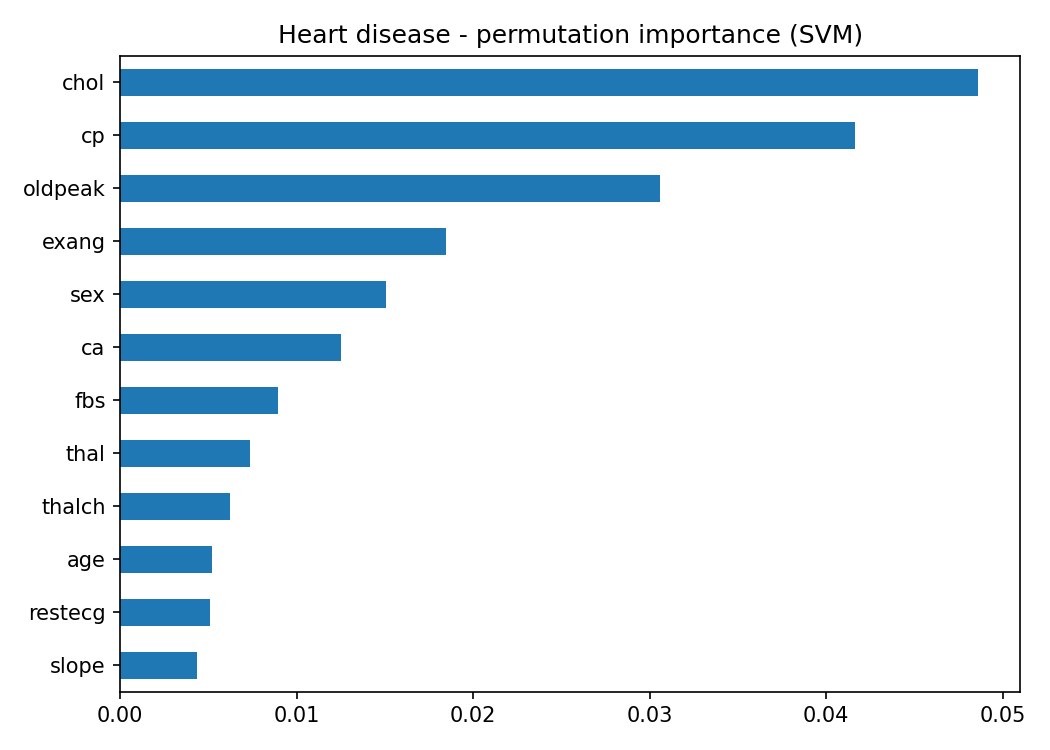 Heart disease - permutation importance (SVM)
chol
cp
oldpeak
exang
sex
ca
fbs
thal
thalch
age
restecg
slope
0.00 0.01 0.02 0.03 0.04 0.05